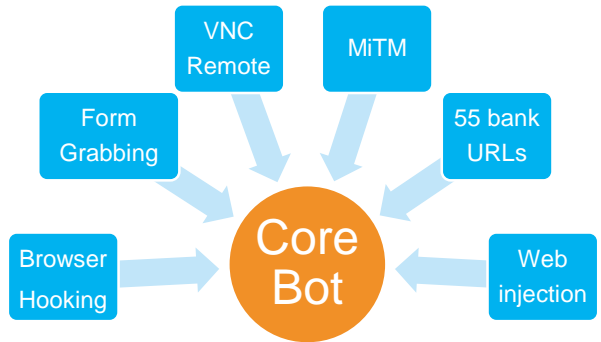 VNC
Remote
MiTM
Form
Grabbing
55 bank
URLs
Core
Bot
Browser
Hooking
Web
injection